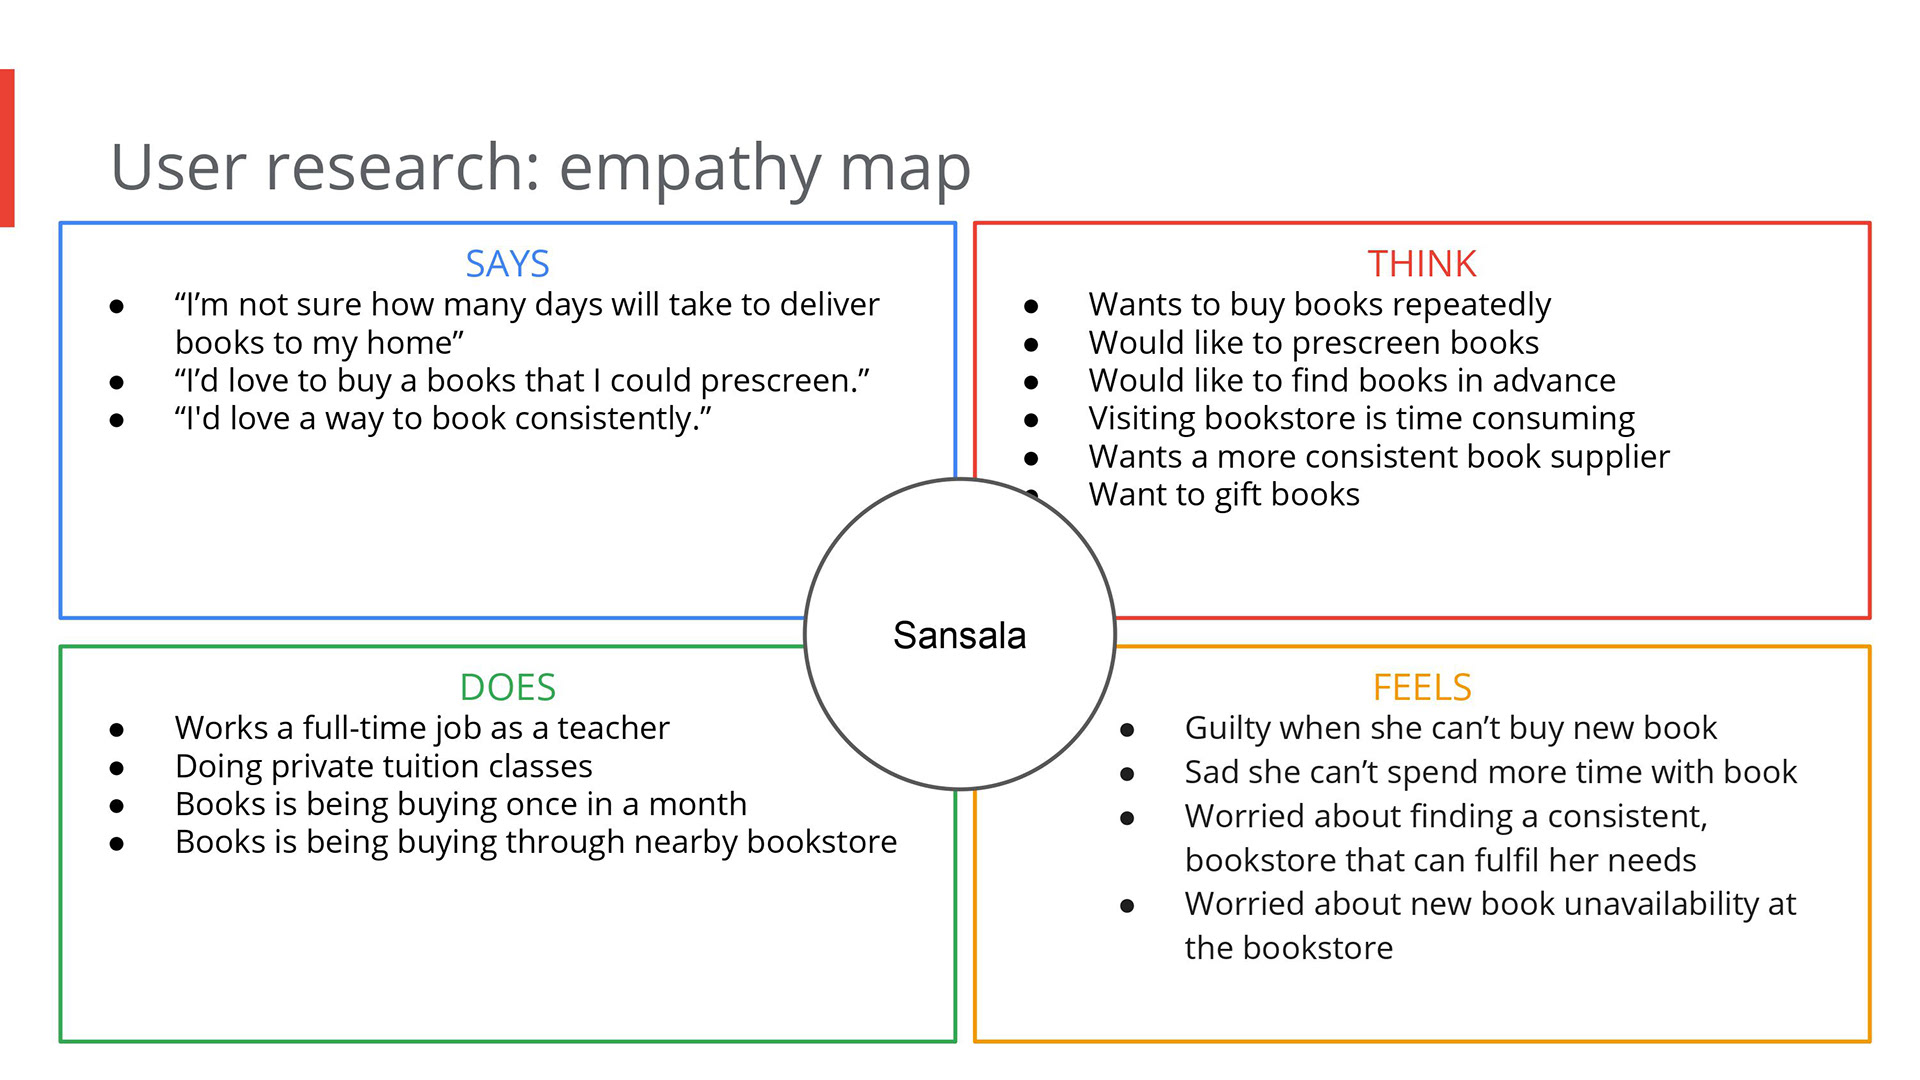 User research: empathy map
SAYS
● “I’m not sure how many days will take to deliver
books to my home”
● “I’d love to buy a books that I could prescreen.”
● “I'd love a way to book consistently.”
THINK
● Wants to buy books repeatedly
● Would like to prescreen books
● Would like to find books in advance
● Visiting bookstore is time consuming
● Wants a more consistent book supplier
● Want to gift books
Sansala
DOES
● Works a full-time job as a teacher
● Doing private tuition classes
● Books is being buying once in a month
● Books is being buying through nearby bookstore
FEELS
● Guilty when she can’t buy new book
● Sad she can’t spend more time with book
● Worried about finding a consistent,
bookstore that can fulfil her needs
● Worried about new book unavailability at
the bookstore